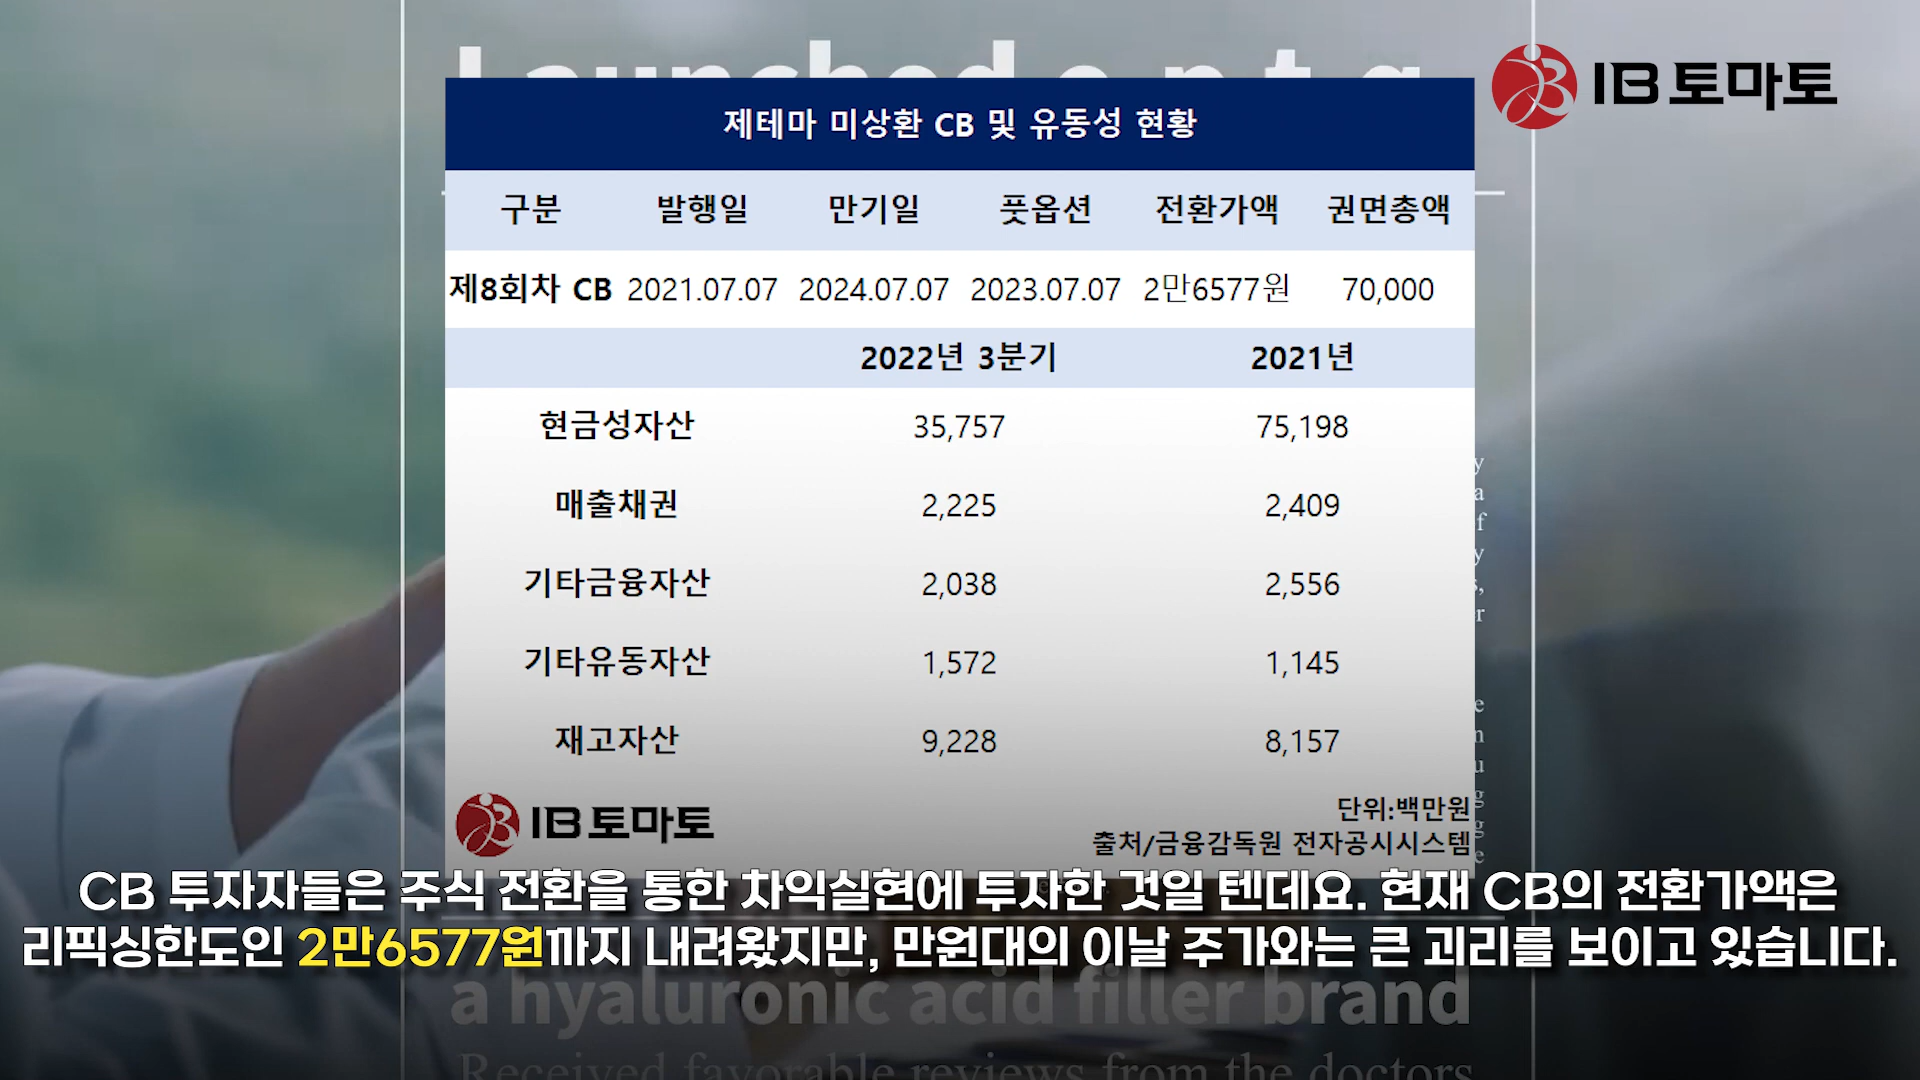 Launched e.p.t.q
IB 토마토
제테마 미상환 CB 및 유동성 현황
구분 발행일 만기일 풋옵션 전환가액 권면총액
제8회차 CB 2021.07.07 2024.07.07 2023.07.07 2만6577원 70,000
2022년 3분기 2021년
현금성자산 35,757 75,198
매출채권 2,225 2,409
기타금융자산 2,038 2,556
기타유동자산 1,572 1,145
재고자산 9,228 8,157
IB 토마토
단위:백만원
출처/금융감독원 전자공시시스템
CB 투자자들은 주식 전환을 통한 차익실현에 투자한 것일 텐데요. 현재 CB의 전환가액은
리픽싱한도인 2만6577원까지 내려왔지만, 만원대의 이날 주가와는 큰 괴리를 보이고 있습니다.
a hyaluronic acid filler brand
Received favorable reviews from the doctors